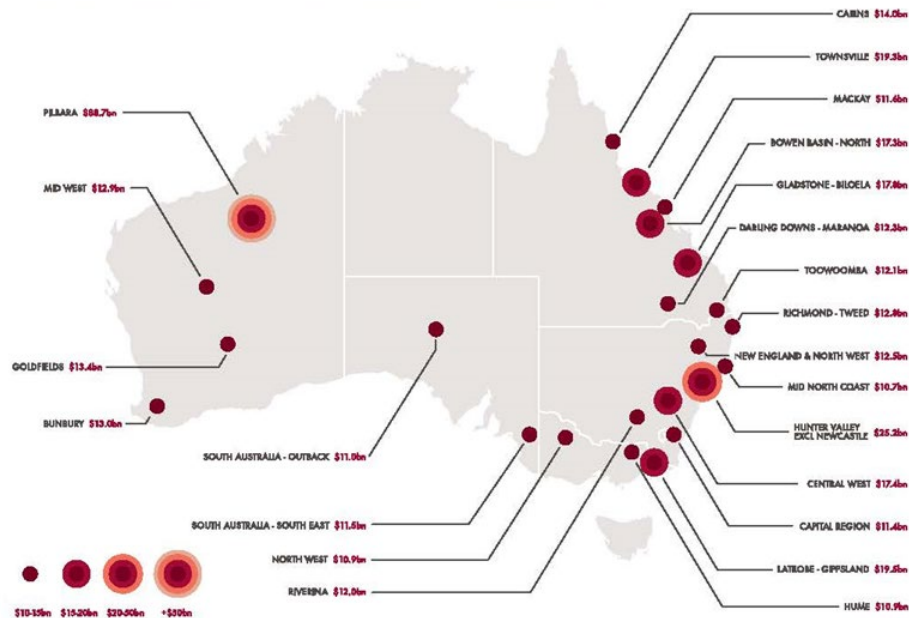 CAIRNS $14.0bn
TOWNSVILLE $19.3bn
MACKAY $11.6bn
BOWEN BASIN - NORTH $17.3bn
GLADSTONE - BILOELA $17.8bn
DARLING DOWNS - MARANOA $12.3bn
TOOWOOMBA $12.1bn
RICHMOND - TWEED $12.8bn
NEW ENGLAND & NORTH WEST $12.5bn
MID NORTH COAST $10.7bn
HUNTER VALLEY
EXCL NEWCASTLE $25.2bn
CENTRAL WEST $17.4bn
CAPITAL REGION $11.4bn
LATROBE - GIPPSLAND $19.5bn
HUME $10.9bn
PILBARA $88.7bn
MID WEST $12.9bn
GOLDFIELDS $13.4bn
BUNBURY $13.0bn
SOUTH AUSTRALIA - OUTBACK $11.0bn
SOUTH AUSTRALIA - SOUTH EAST $11.5bn
NORTH WEST $10.9bn
RIVERINA $12.0bn
$10-15bn $15-20bn $20-50bn +$50bn